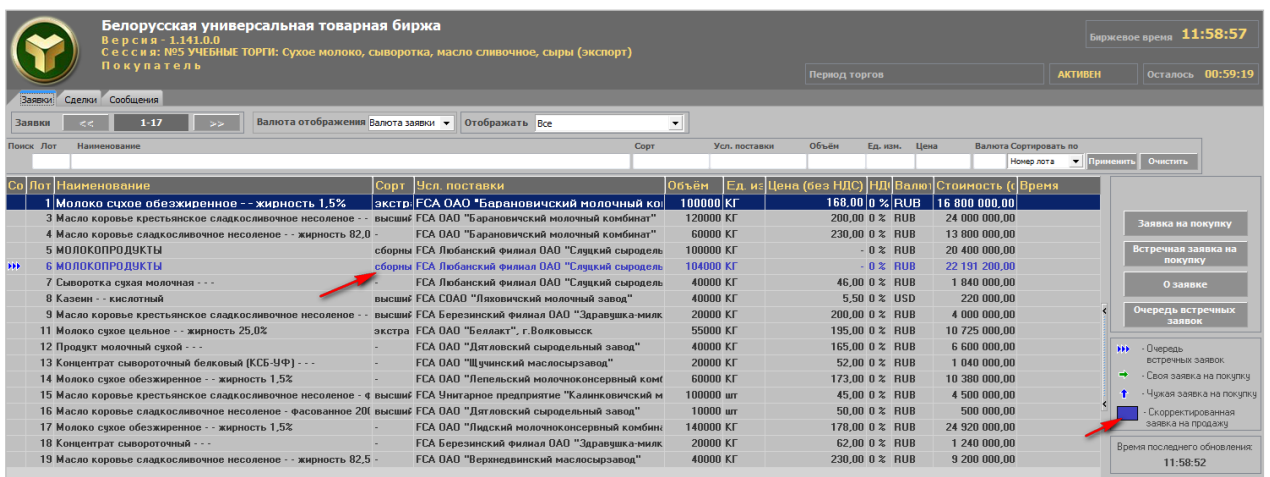 Белорусская универсальная товарная биржа
Версия - 1.141.0.0
Сессия: №5 УЧЕБНЫЕ ТОРГИ: Сухое молоко, сыворотка, масло сливочное, сыры (экспорт)
Покупатель
Биржевое время 11:58:57
Период торгов АКТИВЕН Осталось 00:59:19
Заявки Сделки Сообщения
Заявки << 1-17 >> Валюта отображения Валюта заявки Отображать Все
Поиск Лот Наименование Сорт Усл. поставки Объём Ед. изм. Цена Валюта Сортировать по
Номер лота Применить Очистить
Со Лот Наименование Сорт Усл. поставки Объём Ед. из Цена (без НДС) НД Валют Стоимость (с Время
1 Молоко сухое обезжиренное - - жирность 1,5% экстра FCA ОАО "Барановичский молочный ко 100000 КГ 168,00 0 % RUB 16 800 000,00
3 Масло коровье крестьянское сладкосливочное несоленое - - высший FCA ОАО "Барановичский молочный комбинат" 120000 КГ 200,00 0 % RUB 24 000 000,00
4 Масло коровье крестьянское сладкосливочное несоленое - - жирность 82,0 - FCA ОАО "Барановичский молочный комбинат" 60000 КГ 230,00 0 % RUB 13 800 000,00
5 МОЛОКОПРОДУКТЫ сборны FCA Любанский филиал ОАО "Слуцкий сыродель 100000 КГ - 0 % RUB 20 400 000,00
6 МОЛОКОПРОДУКТЫ сборны FCA Любанский филиал ОАО "Слуцкий сыродель 104000 КГ - 0 % RUB 22 191 200,00
7 Сыворотка сухая молочная - - - - FCA Любанский филиал ОАО "Слуцкий сыродель 40000 КГ 46,00 0 % RUB 1 840 000,00
8 Казеин - - кислотный высший FCA СОАО "Ляховичский молочный завод" 40000 КГ 5,50 0 % USD 220 000,00
9 Масло коровье крестьянское сладкосливочное несоленое - - высший FCA Березинский филиал ОАО "Здравушка-милк 20000 КГ 200,00 0 % RUB 4 000 000,00
11 Молоко сухое цельное - - жирность 25,0% экстра FCA ОАО "Беллакт", г.Волковысск 55000 КГ 195,00 0 % RUB 10 725 000,00
12 Продукт молочный сухой - - - - FCA ОАО "Дятловский сыродельный завод" 40000 КГ 165,00 0 % RUB 6 600 000,00
13 Концентрат сывороточный белковый (КСБ-УФ) - - - - FCA ОАО "Щучинский маслосырзавод" 20000 КГ 52,00 0 % RUB 1 040 000,00
14 Молоко сухое обезжиренное - - жирность 1,5% - FCA ОАО "Лепельский молочноконсервный комб 60000 КГ 173,00 0 % RUB 10 380 000,00
15 Масло коровье крестьянское сладкосливочное несоленое - ф высший FCA Унитарное предприятие "Калинковичский м 100000 шт 45,00 0 % RUB 4 500 000,00
16 Масло коровье сладкосливочное несоленое - фасованное 200 высший FCA ОАО "Дятловский сыродельный завод" 10000 шт 50,00 0 % RUB 500 000,00
17 Молоко сухое обезжиренное - - жирность 1,5% - FCA ОАО "Лидский молочноконсервный комбина 140000 КГ 178,00 0 % RUB 24 920 000,00
18 Концентрат сывороточный - - - - FCA Березинский филиал ОАО "Здравушка-милк 20000 КГ 62,00 0 % RUB 1 240 000,00
19 Масло коровье сладкосливочное несоленое - - жирность 82,5 - FCA ОАО "Верхнедвинский маслосырзавод" 40000 КГ 230,00 0 % RUB 9 200 000,00
Заявка на покупку
Встречная заявка на
покупку
О заявке
Очередь встречных
заявок
- Очередь
встречных заявок
- Своя заявка на покупку
- Чужая заявка на покупку
- Скорректированная
заявка на продажу
Время последнего обновления:
11:58:52